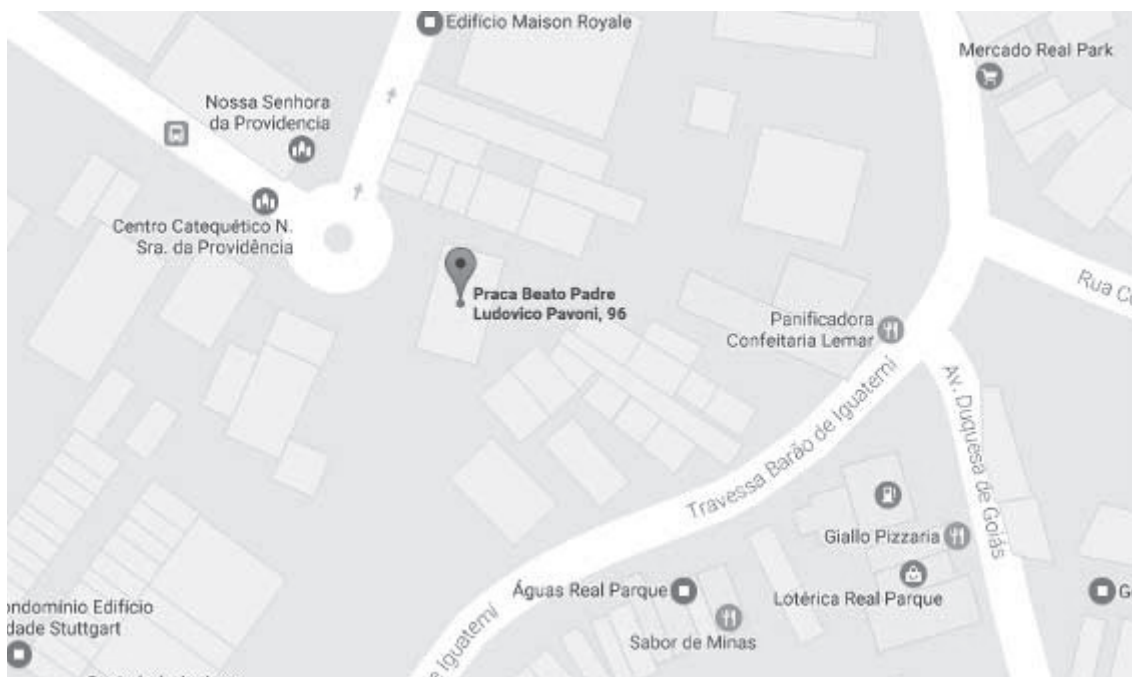 Edifício Maison Royale
Mercado Real Park
Nossa Senhora
da Providencia
Centro Catequético N.
Sra. da Providência
Praca Beato Padre
Ludovico Pavoni, 96
Rua
Panificadora
Confeitaria Lemar
Travessa Barão de Iguatemi
Av. Duquesa de Goiás
Giallo Pizzaria
Águas Real Parque
Lotérica Real Parque
G
ondomínio Edifício
dade Stuttgart
Sabor de Minas
e Iguatemi